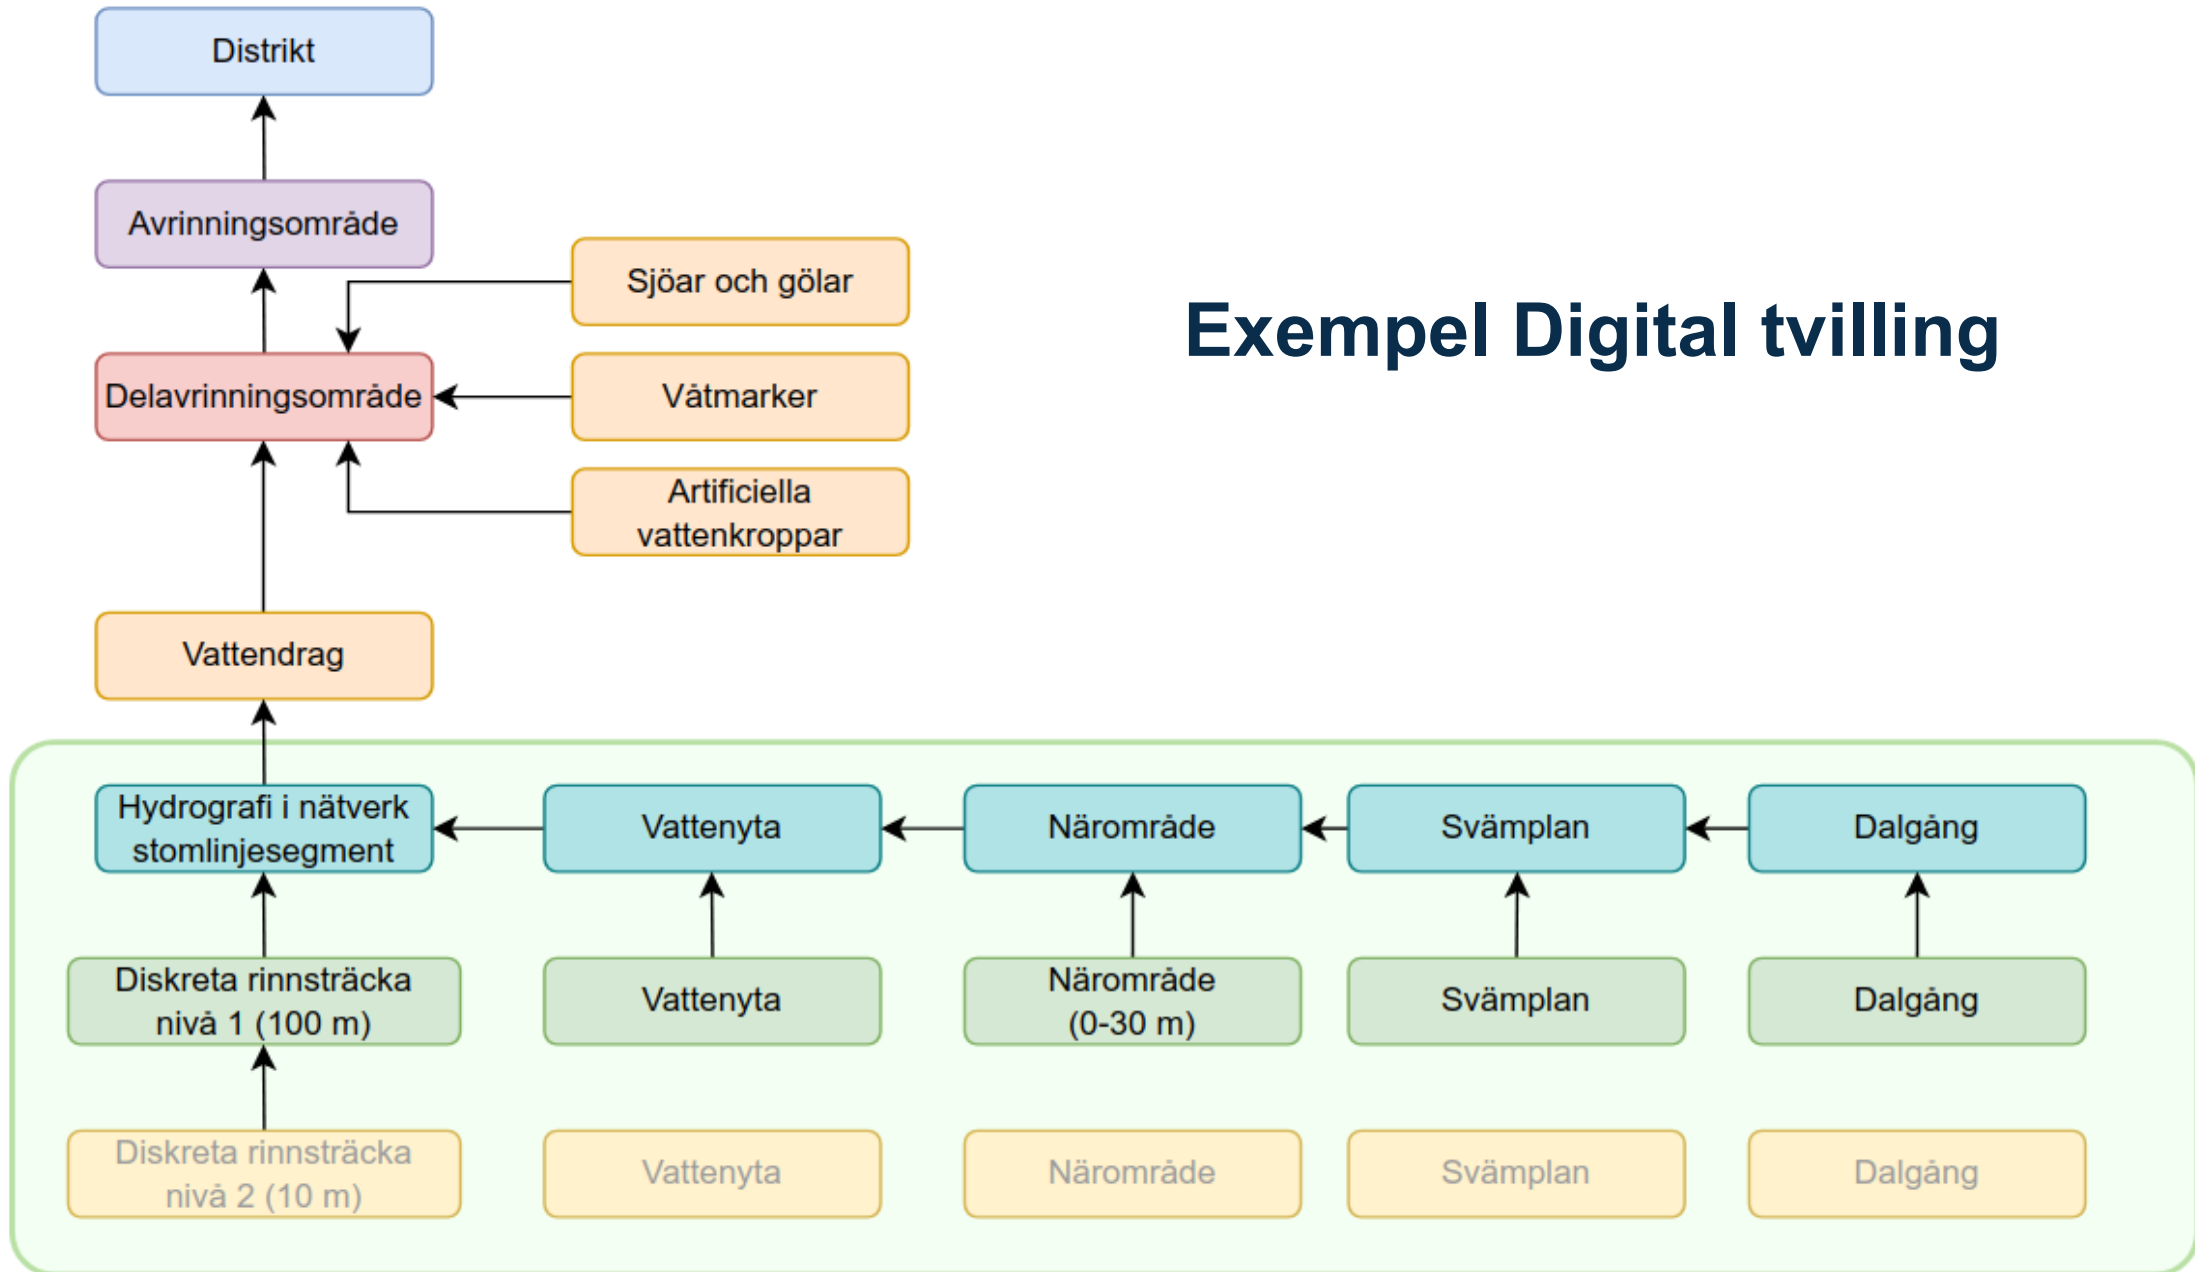 Distrikt
Avrinningsområde
Sjöar och gölar
Exempel Digital tvilling
Delavrinningsområde
Våtmarker
Artificiella
vattenkroppar
Vattendrag
Hydrografi i nätverk
stomlinjesegment
Vattenyta
Närområde
Svämplan
Dalgång
Diskreta rinnsträcka
nivå 1 (100 m)
Vattenyta
Närområde
(0-30 m)
Svämplan
Dalgång
Diskreta rinnsträcka
nivå 2 (10 m)
Vattenyta
Närområde
Svämplan
Dalgång